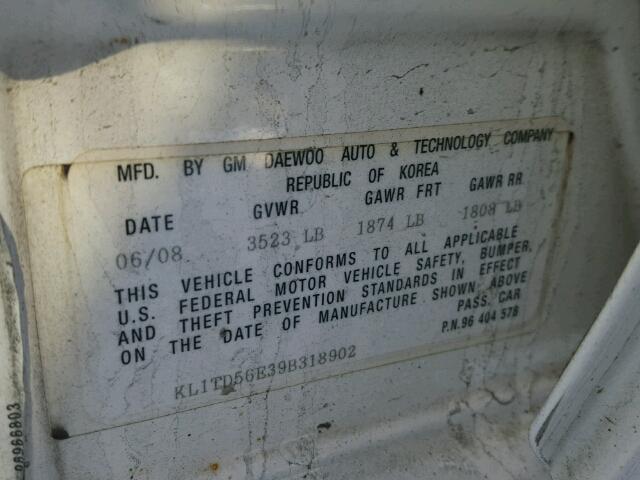 MFD. BY GM DAEWOO AUTO & TECHNOLOGY COMPANY
REPUBLIC OF KOREA
DATE GVWR GAWR FRT GAWR RR
06/08 3523 LB 1874 LB 1808 LB
THIS VEHICLE CONFORMS TO ALL APPLICABLE
U.S. FEDERAL MOTOR VEHICLE SAFETY, BUMPER,
AND THEFT PREVENTION STANDARDS IN EFFECT
ON THE DATE OF MANUFACTURE SHOWN ABOVE
PASS. CAR
P.N.96 404 578
KL1TD56E39B318902